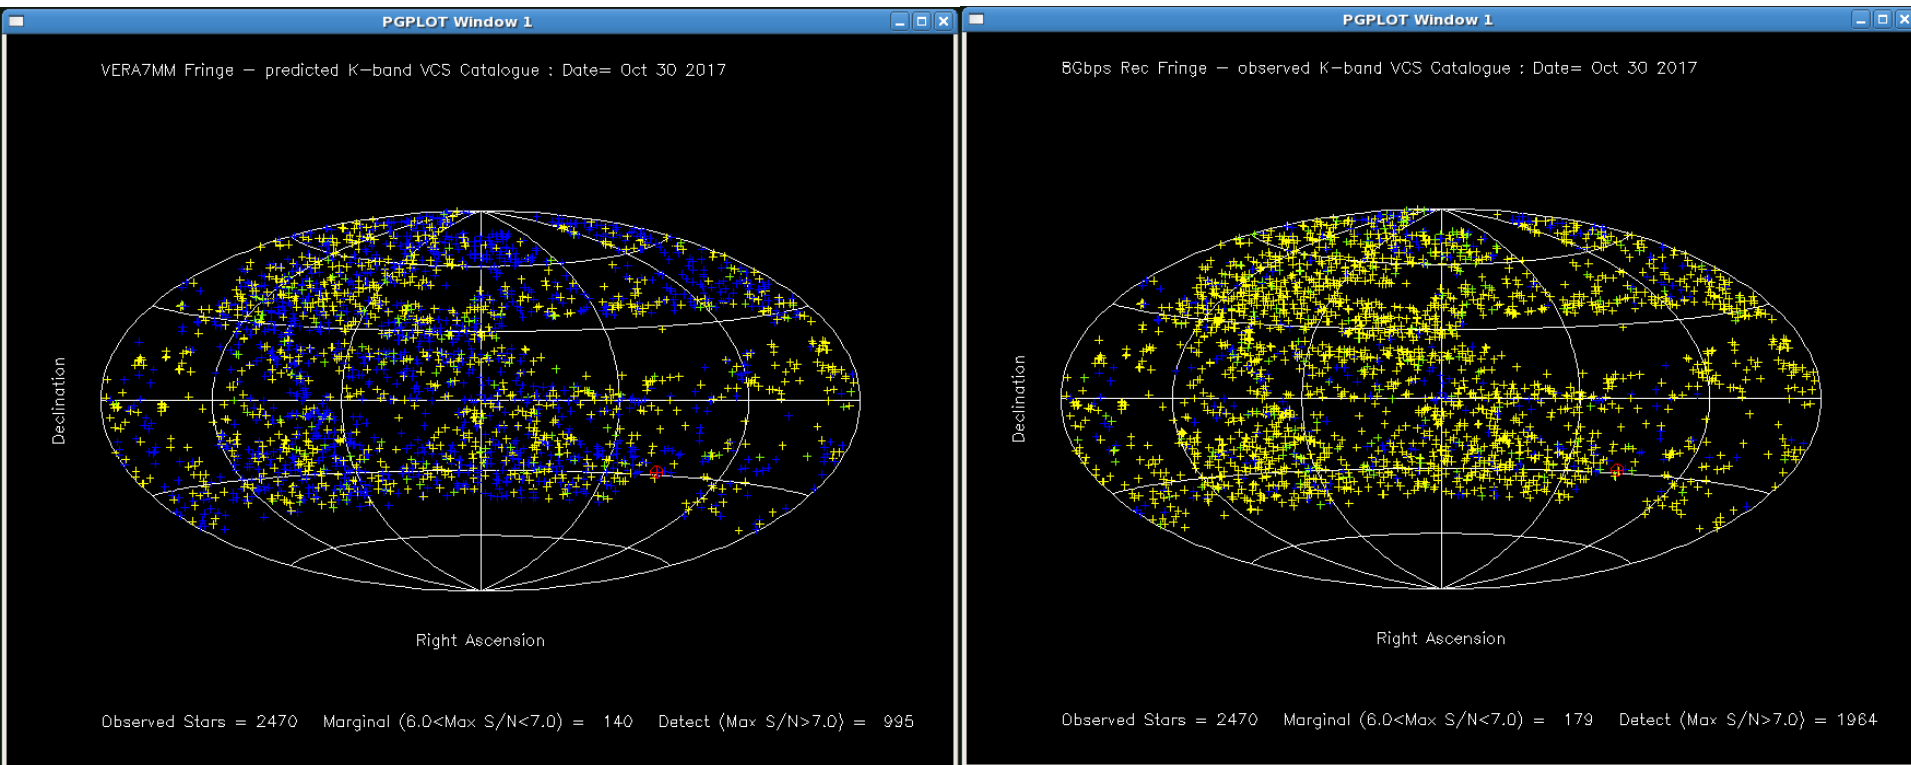 PGPLOT Window 1
VERA7MM Fringe – predicted K–band VCS Catalogue : Date= Oct 30 2017
Declination
Right Ascension
Observed Stars = 2470 Marginal (6.0<Max S/N<7.0) = 140 Detect (Max S/N>7.0) = 995
PGPLOT Window 1
8Gbps Rec Fringe – observed K–band VCS Catalogue : Date= Oct 30 2017
Declination
Right Ascension
Observed Stars = 2470 Marginal (6.0<Max S/N<7.0) = 179 Detect (Max S/N>7.0) = 1964